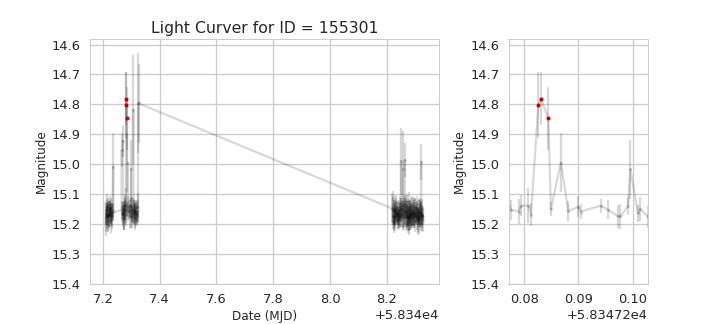 Light Curver for ID = 155301
14.6
14.7
14.8
14.9
15.0
15.1
15.2
15.3
15.4
Magnitude
7.2 7.4 7.6 7.8 8.0 8.2
Date (MJD)
+5.834e4
14.6
14.7
14.8
14.9
15.0
15.1
15.2
15.3
15.4
Magnitude
0.08 0.09 0.10
+5.83472e4